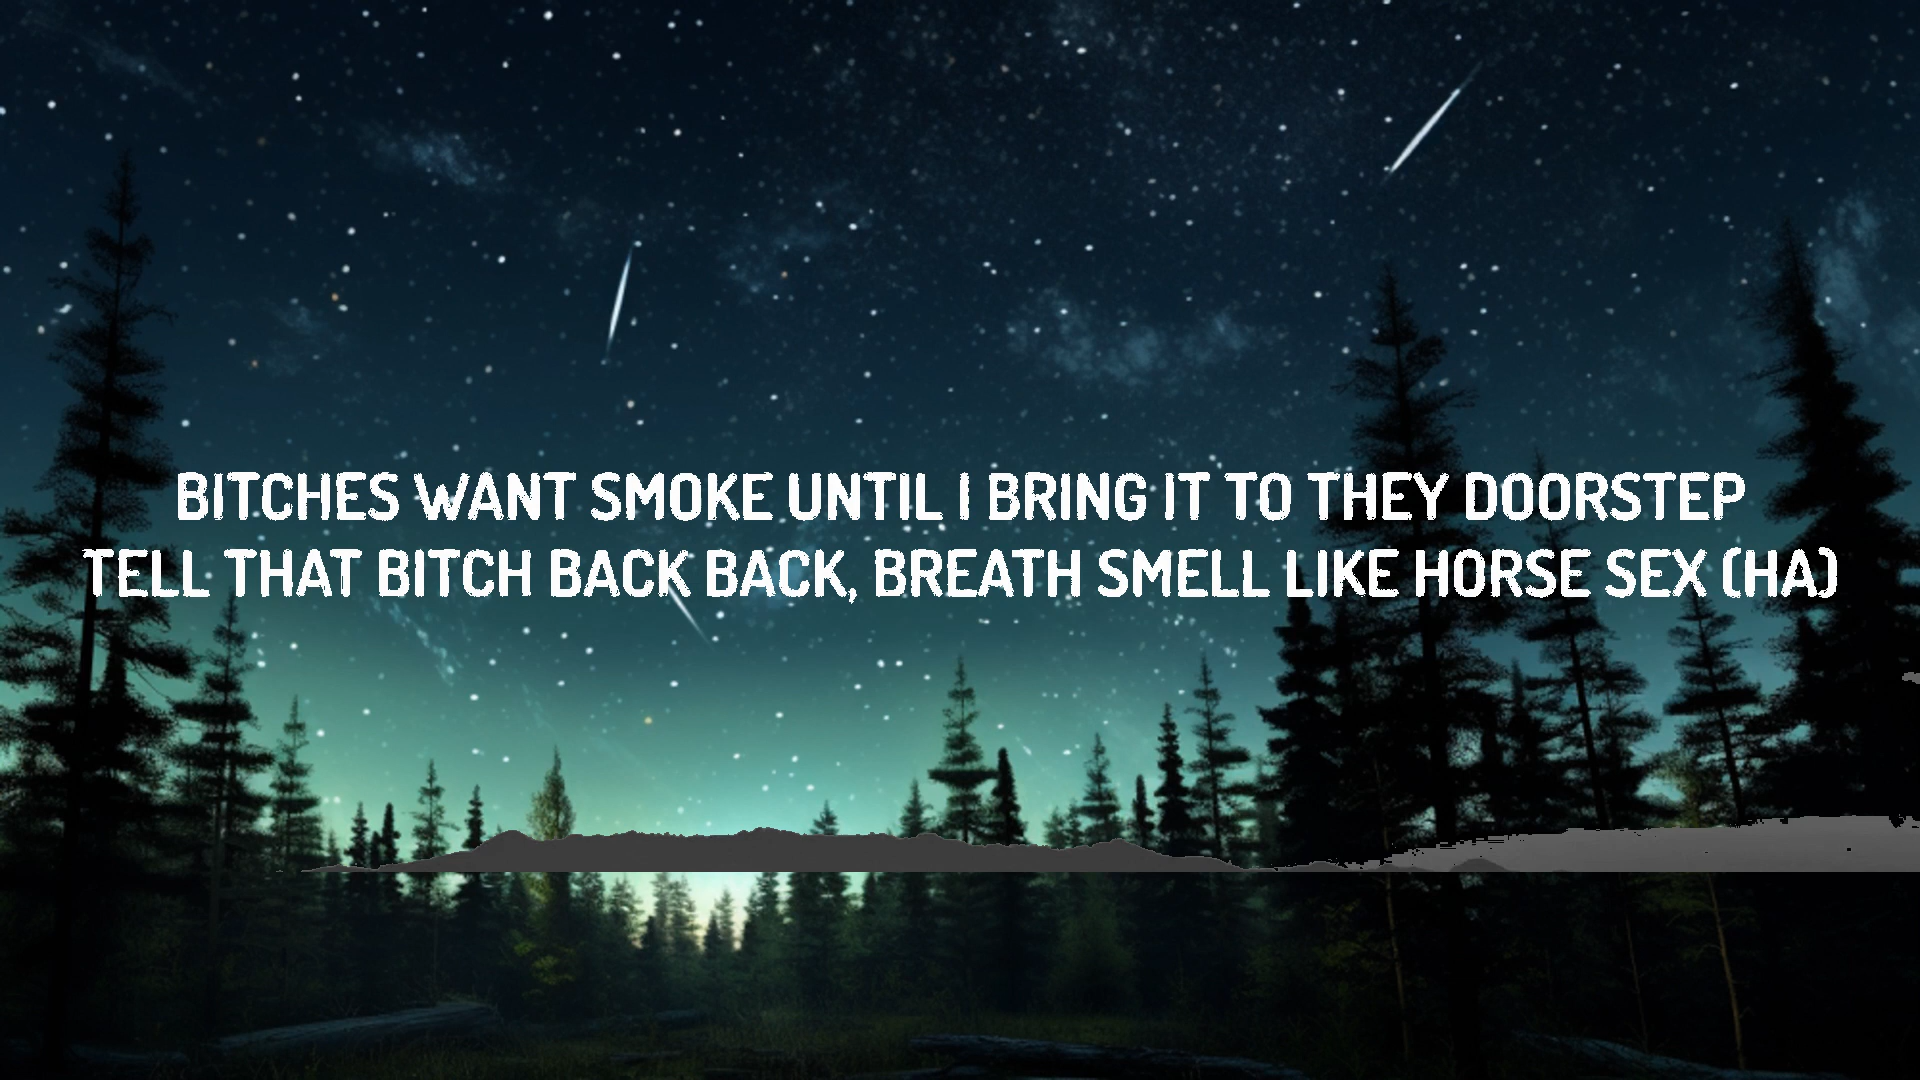 BITCHES WANT SMOKE UNTIL I BRING IT TO THEY DOORSTEP
TELL THAT BITCH BACK BACK, BREATH SMELL LIKE HORSE SEX (HA)